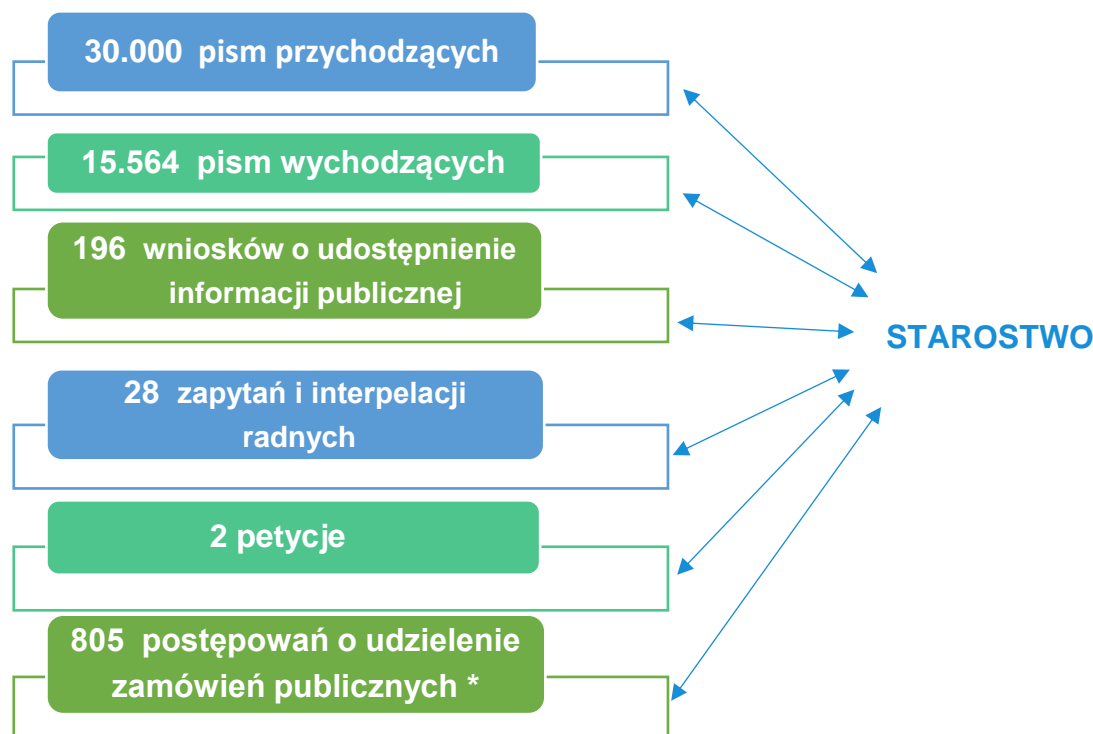 30.000 pism przychodzących
15.564 pism wychodzących
196 wniosków o udostępnienie
informacji publicznej
STAROSTWO
28 zapytań i interpelacji
radnych
2 petycje
805 postępowań o udzielenie
zamówień publicznych *